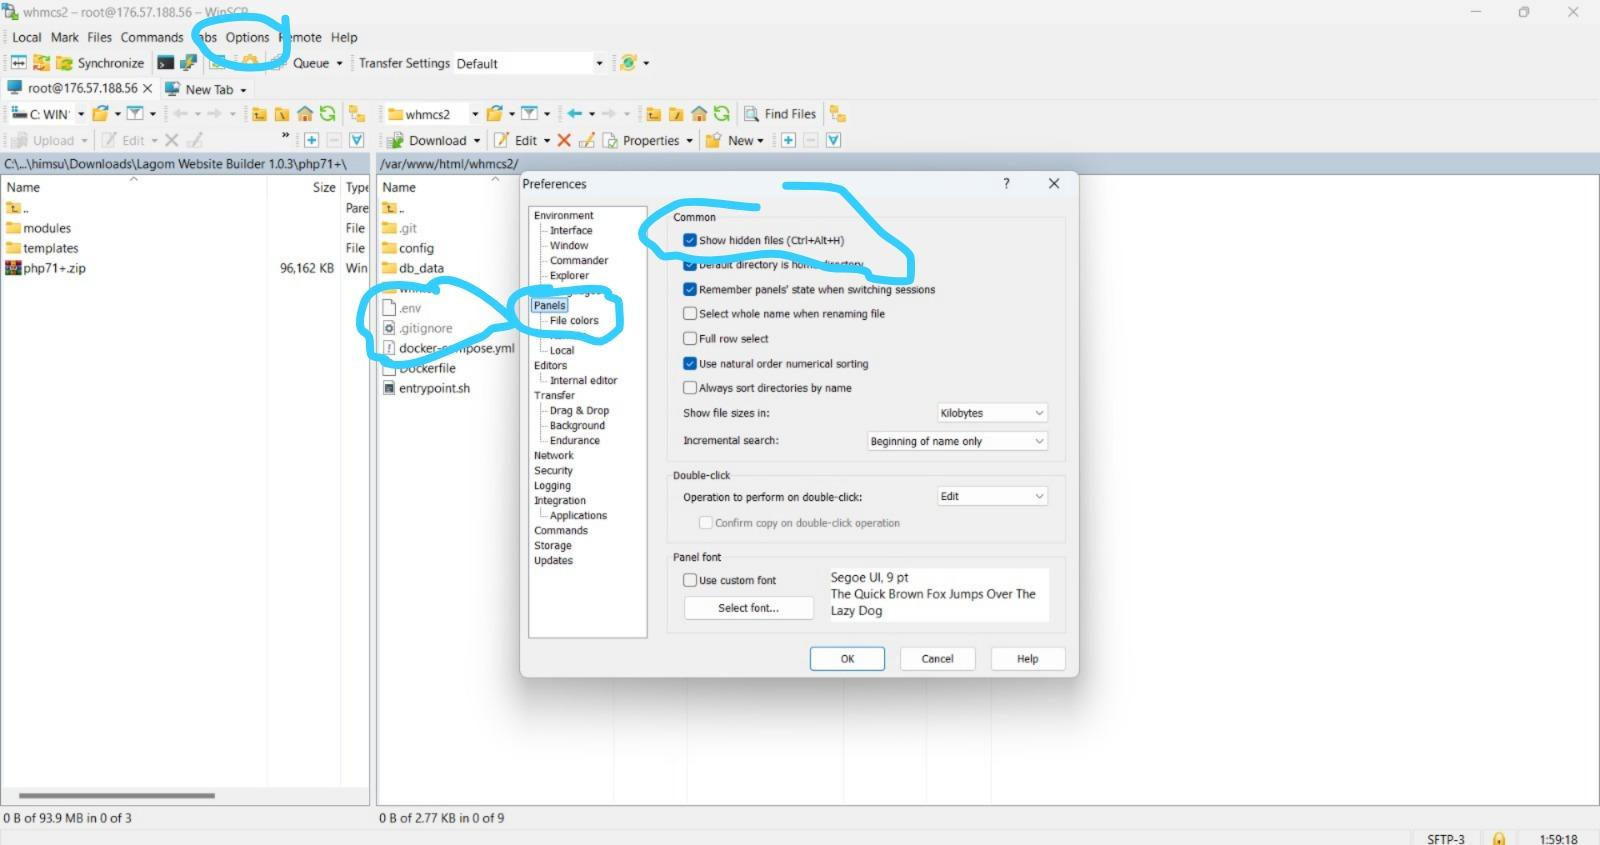 whmcs2 – root@176.57.188.56 – WinSCP
Local Mark Files Commands Tabs Options Remote Help
Synchronize Queue Transfer Settings Default
root@176.57.188.56 New Tab
C: WIN' whmcs2 Find Files
Upload Edit » Download Edit Properties New
C:\...\himsu\Downloads\Lagom Website Builder 1.0.3\php71+\
Name Size Type
.. Pare
modules File
templates File
php71+.zip 96,162 KB Win
0 B of 93.9 MB in 0 of 3
/var/www/html/whmcs2/
Name
..
.git
config
db_data
.env
.gitignore
docker-compose.yml
Dockerfile
entrypoint.sh
0 B of 2.77 KB in 0 of 9
Preferences ?
Environment
Interface
Window
Commander
Explorer
Panels
File colors
Local
Editors
Internal editor
Transfer
Drag & Drop
Background
Endurance
Network
Security
Logging
Integration
Applications
Commands
Storage
Updates
Common
Show hidden files (Ctrl+Alt+H)
Default directory is home directory
Remember panels' state when switching sessions
Select whole name when renaming file
Full row select
Use natural order numerical sorting
Always sort directories by name
Show file sizes in: Kilobytes
Incremental search: Beginning of name only
Double-click
Operation to perform on double-click: Edit
Confirm copy on double-click operation
Panel font
Use custom font
Select font...
Segoe UI, 9 pt
The Quick Brown Fox Jumps Over The
Lazy Dog
OK Cancel Help
SFTP-3 1:59:18